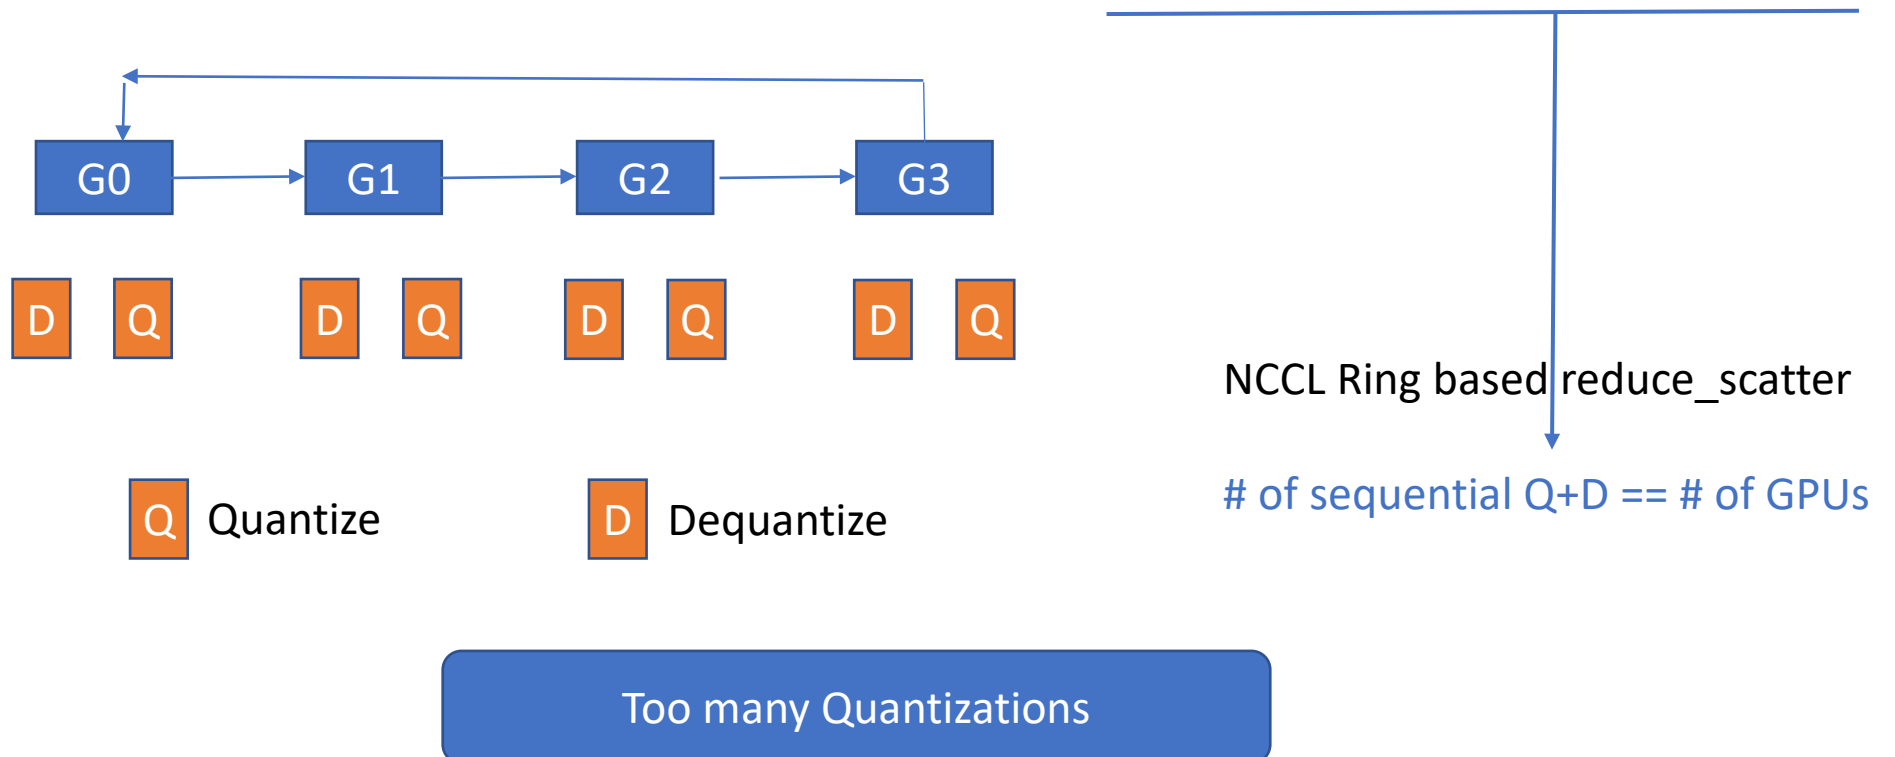 G0 G1 G2 G3
D Q D Q D Q D Q
NCCL Ring based reduce_scatter
# of sequential Q+D == # of GPUs
Q Quantize D Dequantize
Too many Quantizations